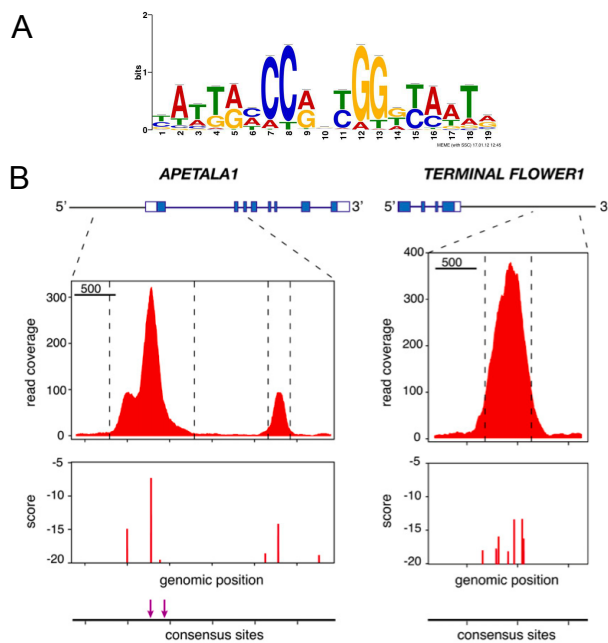 A
2
bits
1
0
1 2 3 4 5 6 7 8 9 10 11 12 13 14 15 16 17 18 19
MEME (with SSC) 17.01.12 12:45
B
APETALA1
TERMINAL FLOWER1
5' 3'
5' 3'
500
300
200
100
0
read coverage
500
400
300
200
100
0
read coverage
-5
-10
-15
-20
score
genomic position
-5
-10
-15
-20
score
genomic position
consensus sites
consensus sites